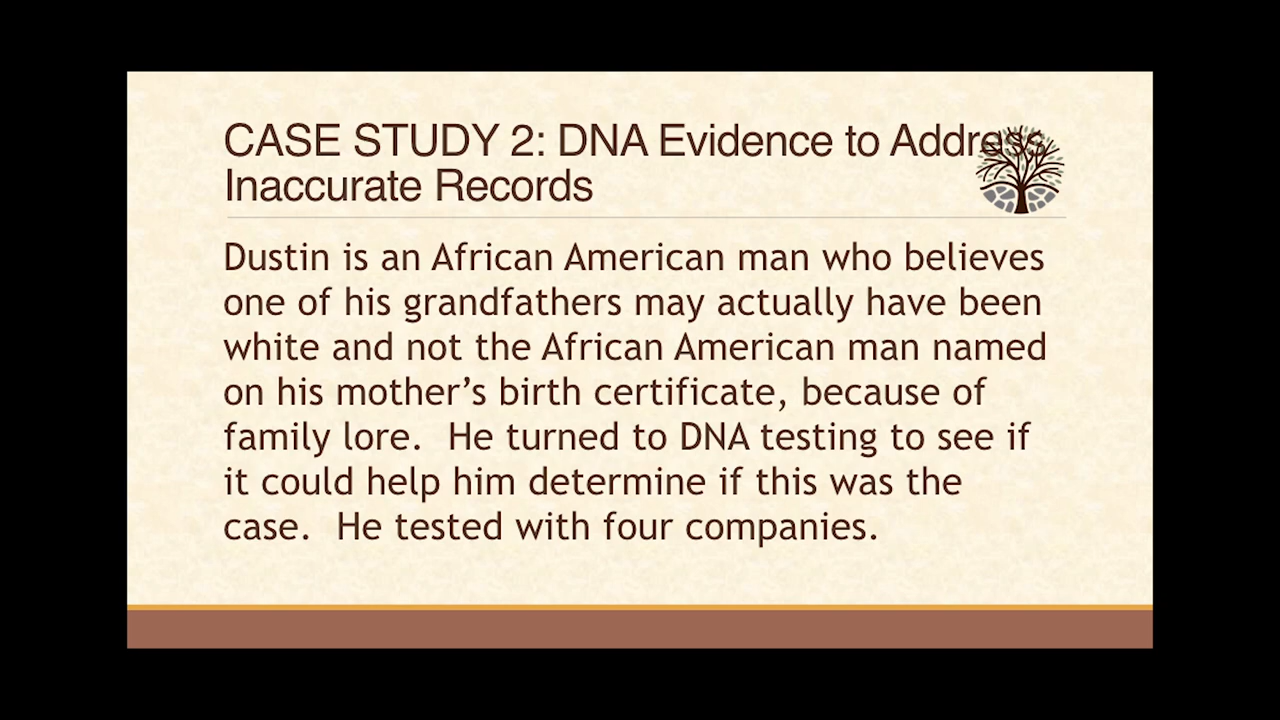 CASE STUDY 2: DNA Evidence to Address
Inaccurate Records
Dustin is an African American man who believes
one of his grandfathers may actually have been
white and not the African American man named
on his mother’s birth certificate, because of
family lore.  He turned to DNA testing to see if
it could help him determine if this was the
case.  He tested with four companies.